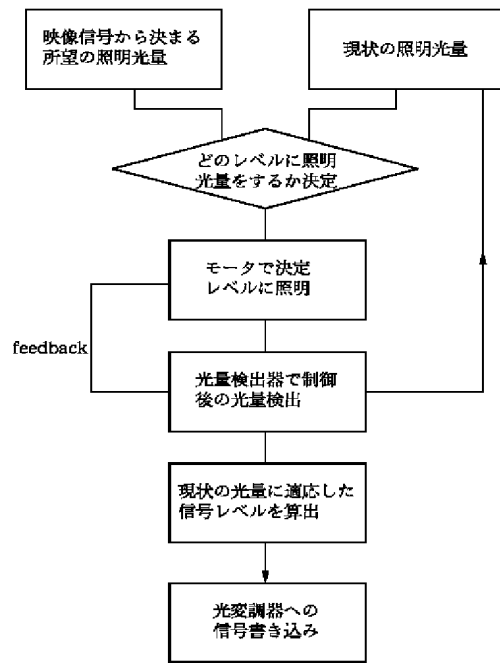 映像信号から決まる
所望の照明光量
現状の照明光量
どのレベルに照明
光量をするか決定
モータで決定
レベルに照明
feedback
光量検出器で制御
後の光量検出
現状の光量に適応した
信号レベルを算出
光変調器への
信号書き込み